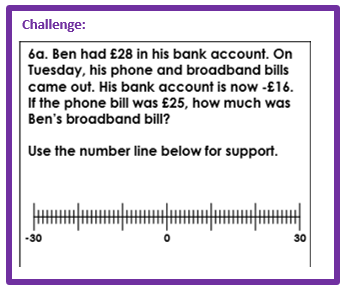 Challenge:
6a. Ben had £28 in his bank account. On
Tuesday, his phone and broadband bills
came out. His bank account is now -£16.
If the phone bill was £25, how much was
Ben's broadband bill?
Use the number line below for support.
-30 0 30